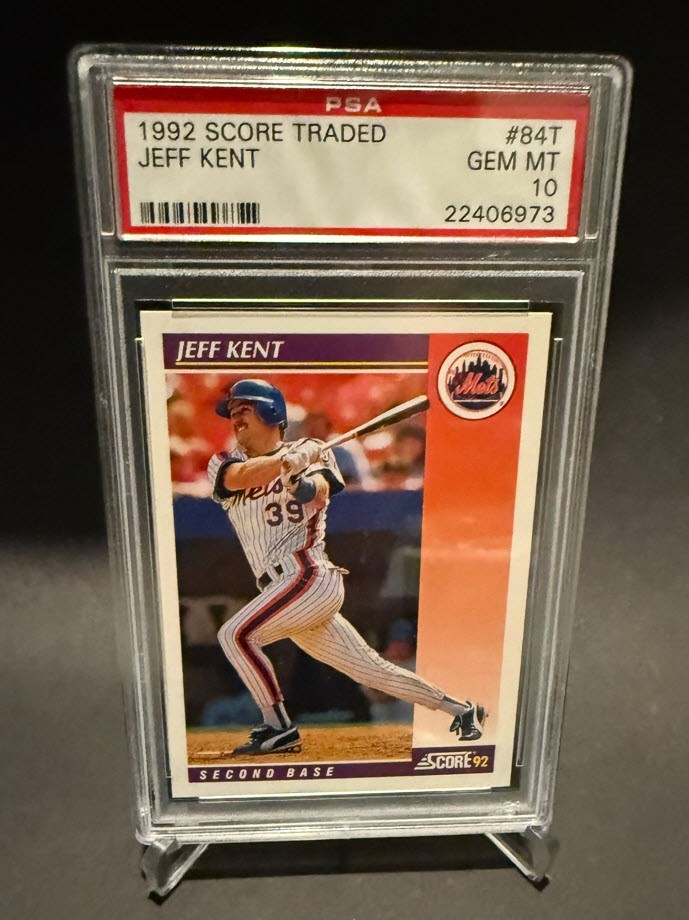 PSA
1992 SCORE TRADED #84T
JEFF KENT GEM MT
10
22406973
JEFF KENT
Mets
Mets
39
SECOND BASE
SCORE 92